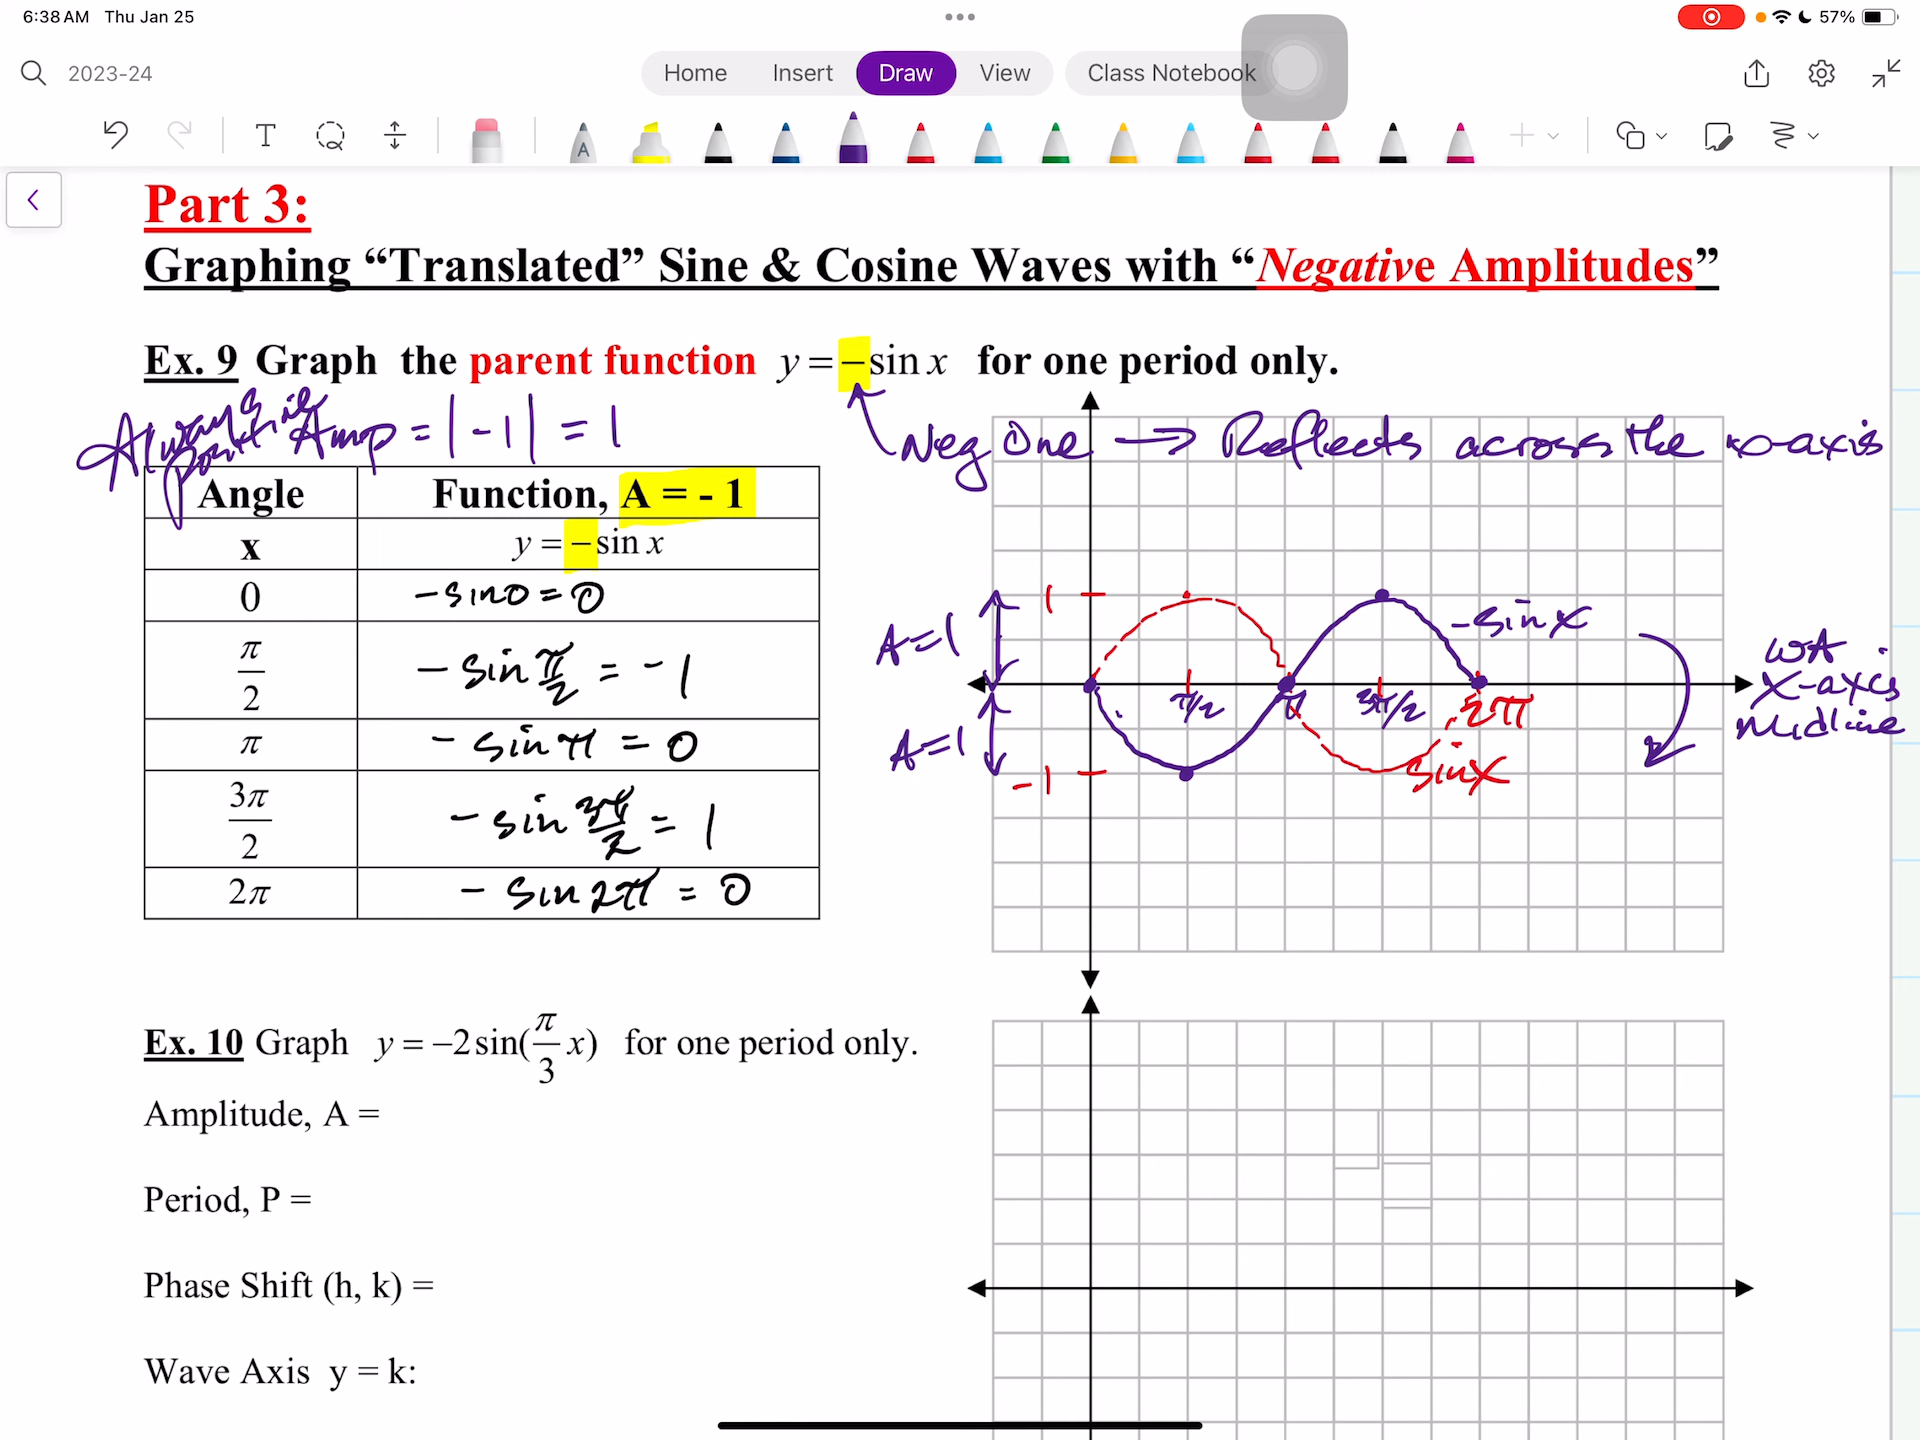 6:38 AM Thu Jan 25
57%
2023-24
Home Insert Draw View Class Notebook
T
A
Part 3:
Graphing “Translated” Sine & Cosine Waves with “Negative Amplitudes”
Ex. 9 Graph the parent function y = − sin x for one period only.
Always Positive Amp = |-1| = 1
Neg One → Reflects across the x-axis
Angle Function, A = - 1
x y = − sin x
0 - sin 0 = 0
π/2 - sin π/2 = -1
π - sin π = 0
3π/2 - sin 3π/2 = 1
2π - sin 2π = 0
A=1
A=1
1
-1
π/2 π 3π/2 2π
-sin x
sin x
WA
x-axis
Midline
Ex. 10 Graph y = −2 sin(π/3 x) for one period only.
Amplitude, A =
Period, P =
Phase Shift (h, k) =
Wave Axis y = k: